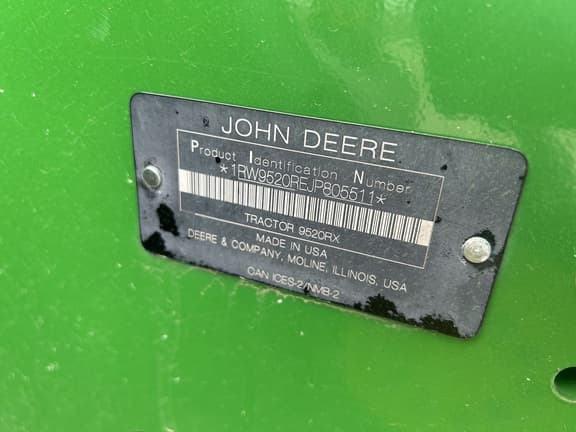 JOHN DEERE
Product Identification Number
*1RW9520REJP805511*
TRACTOR 9520RX
MADE IN USA
DEERE & COMPANY, MOLINE, ILLINOIS, USA
CAN ICES-2/NMB-2